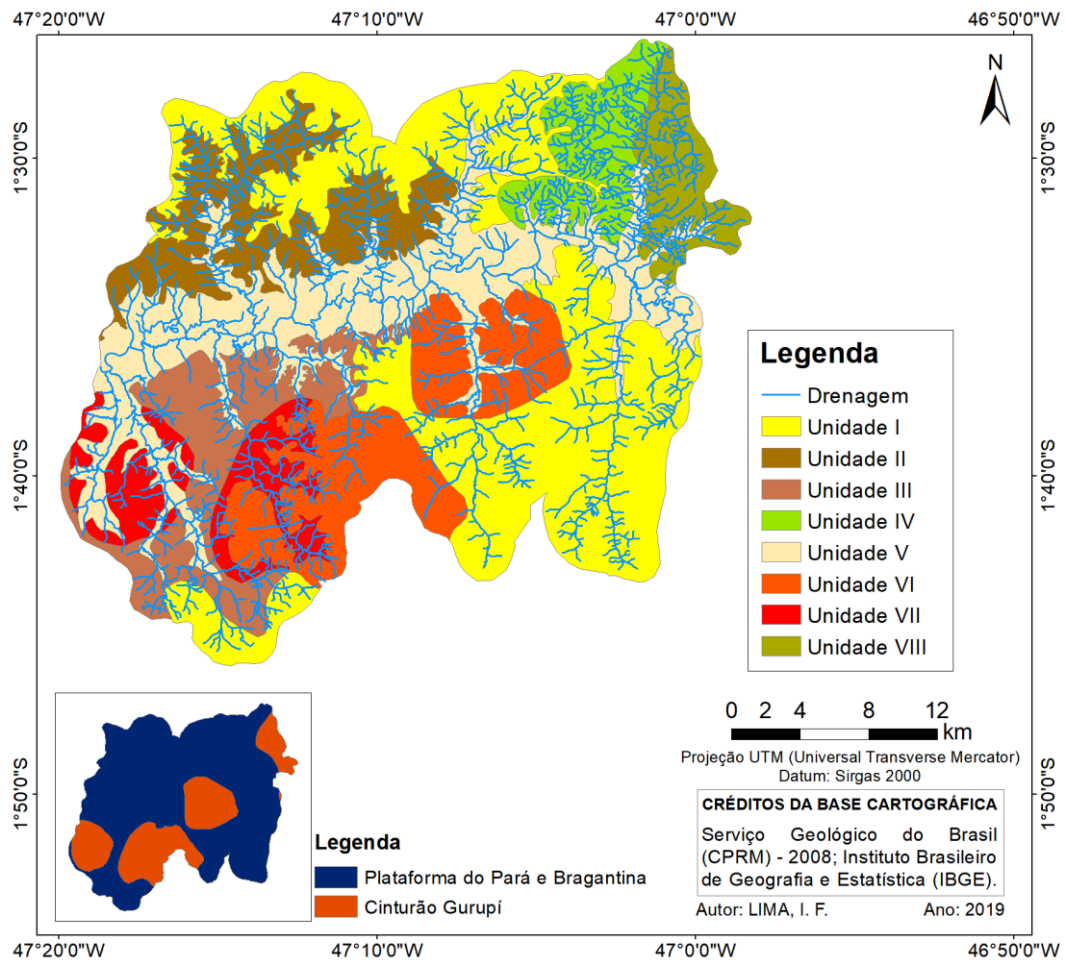 47°20'0"W 47°10'0"W 47°0'0"W 46°50'0"W
N
1°30'0"S 1°30'0"S
Legenda
Drenagem
Unidade I
Unidade II
Unidade III
Unidade IV
Unidade V
Unidade VI
Unidade VII
Unidade VIII
1°40'0"S 1°40'0"S
0 2 4 8 12
km
Projeção UTM (Universal Transverse Mercator)
Datum: Sirgas 2000
1°50'0"S 1°50'0"S
CRÉDITOS DA BASE CARTOGRÁFICA
Serviço Geológico do Brasil
(CPRM) - 2008; Instituto Brasileiro
de Geografia e Estatística (IBGE).
Autor: LIMA, I. F. Ano: 2019
Legenda
Plataforma do Pará e Bragantina
Cinturão Gurupí
47°20'0"W 47°10'0"W 47°0'0"W 46°50'0"W